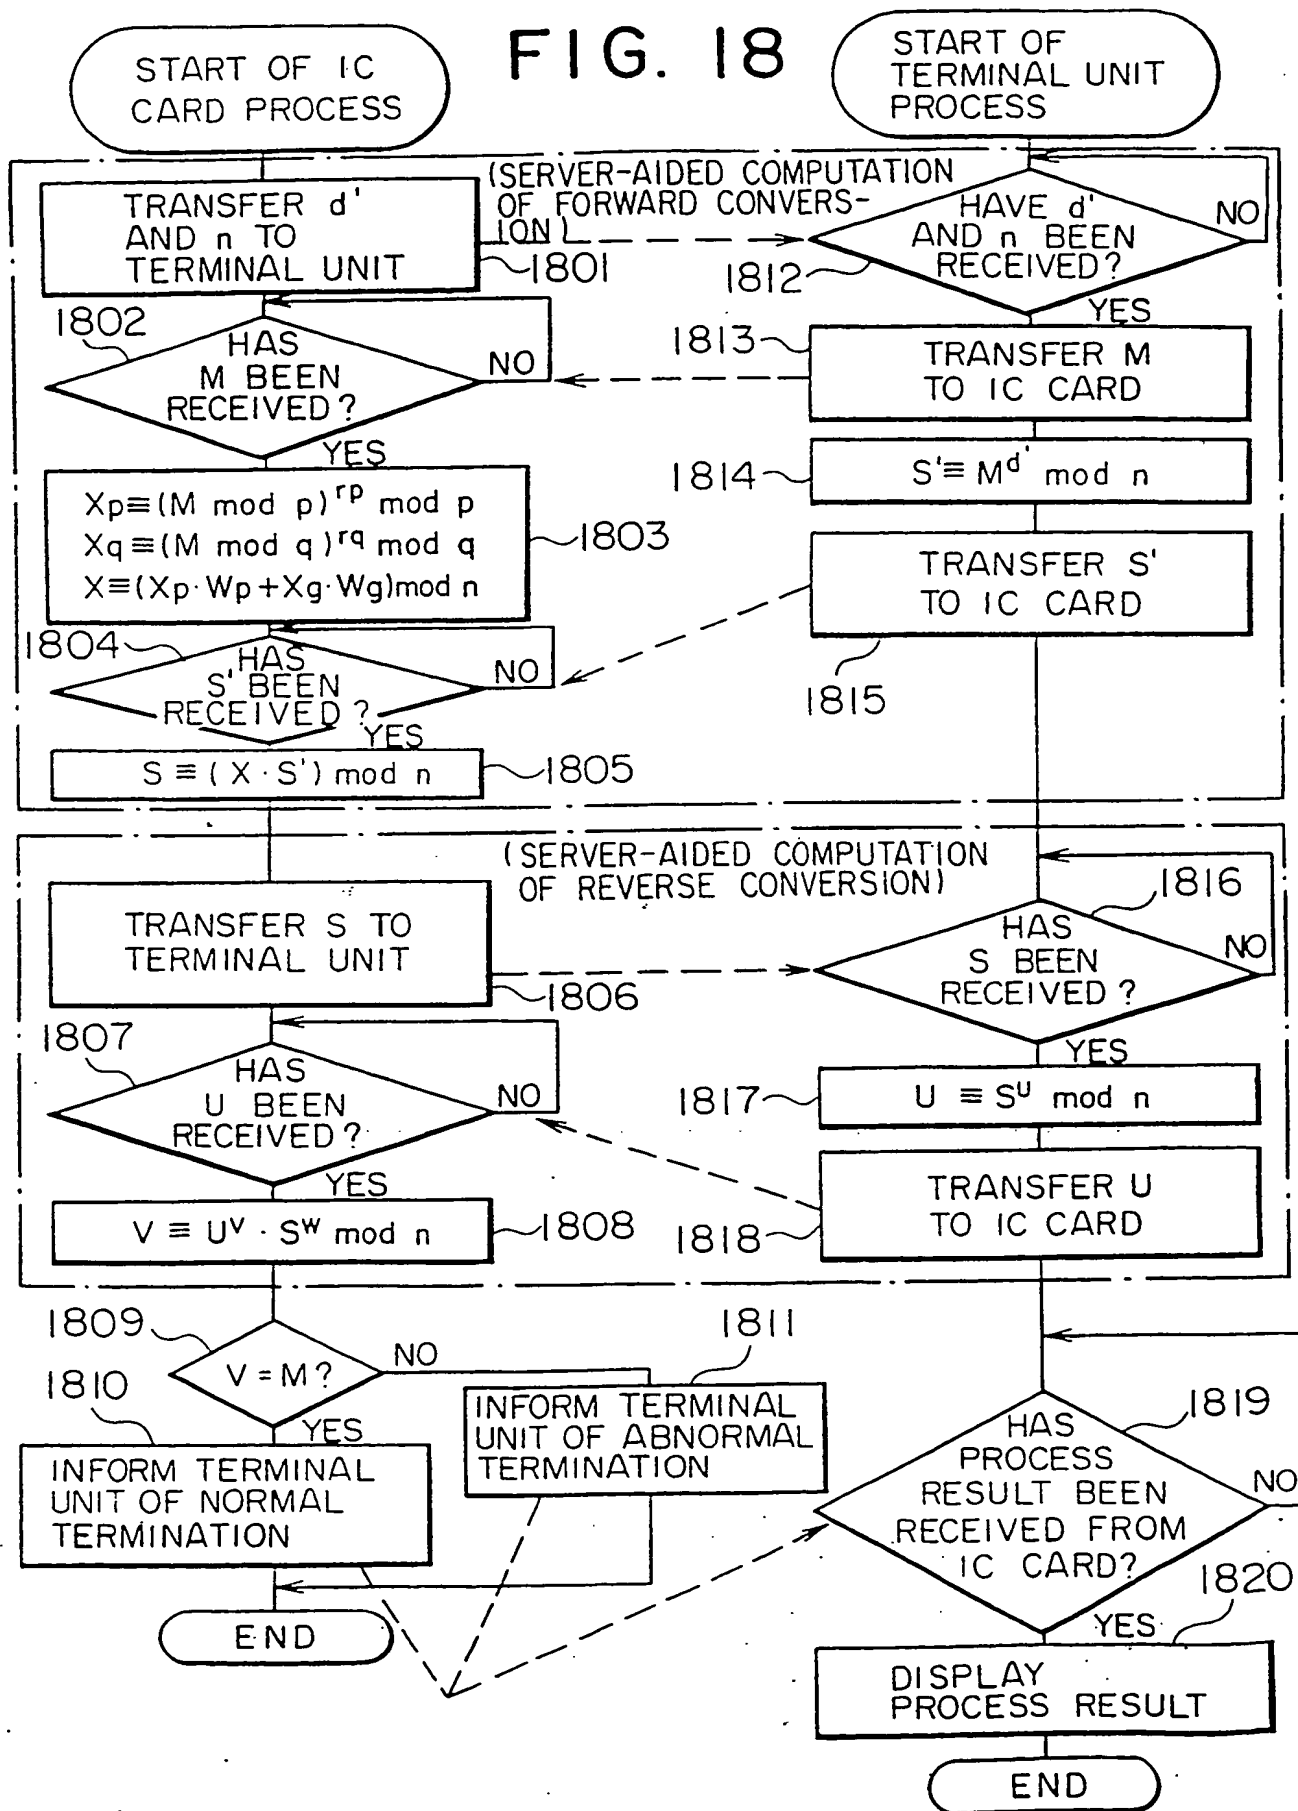 FIG. 18
START OF IC
CARD PROCESS
START OF
TERMINAL UNIT
PROCESS
(SERVER-AIDED COMPUTATION
OF FORWARD CONVERS-
ION)
TRANSFER d'
AND n TO
TERMINAL UNIT
1801
HAVE d'
AND n BEEN
RECEIVED?
NO
1812
YES
1802
HAS
M BEEN
RECEIVED?
NO
YES
1813
TRANSFER M
TO IC CARD
1814
S'≡M^d' mod n
Xp≡(M mod p)^rp mod p
Xq≡(M mod q)^rq mod q
X≡(Xp·Wp+Xg·Wg)mod n
1803
TRANSFER S'
TO IC CARD
1815
1804
HAS
S' BEEN
RECEIVED?
NO
YES
S≡(X·S') mod n
1805
(SERVER-AIDED COMPUTATION
OF REVERSE CONVERSION)
TRANSFER S TO
TERMINAL UNIT
1806
1816
HAS
S BEEN
RECEIVED?
NO
YES
1807
HAS
U BEEN
RECEIVED?
NO
YES
1817
U ≡ S^U mod n
V ≡ U^V · S^W mod n
1808
TRANSFER U
TO IC CARD
1818
1809
V=M?
NO
YES
1810
INFORM TERMINAL
UNIT OF NORMAL
TERMINATION
1811
INFORM TERMINAL
UNIT OF ABNORMAL
TERMINATION
END
1819
HAS
PROCESS
RESULT BEEN
RECEIVED FROM
IC CARD?
NO
YES
1820
DISPLAY
PROCESS RESULT
END